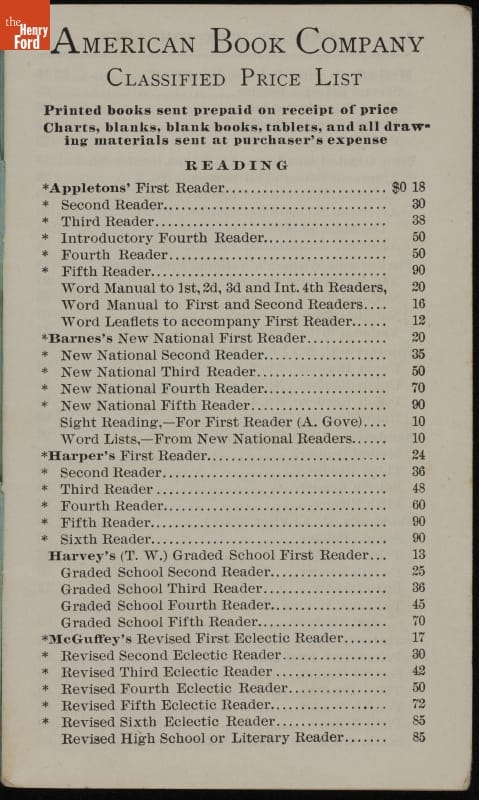 the
Henry
Ford
AMERICAN BOOK COMPANY
CLASSIFIED PRICE LIST
Printed books sent prepaid on receipt of price
Charts, blanks, blank books, tablets, and all draw-
ing materials sent at purchaser's expense
READING
*Appletons' First Reader........................... $0 18
* Second Reader..................................... 30
* Third Reader....................................... 38
* Introductory Fourth Reader.................... 50
* Fourth Reader..................................... 50
* Fifth Reader....................................... 90
Word Manual to 1st, 2d, 3d and Int. 4th Readers, 20
Word Manual to First and Second Readers.... 16
Word Leaflets to accompany First Reader...... 12
*Barnes's New National First Reader............. 20
* New National Second Reader.................... 35
* New National Third Reader...................... 50
* New National Fourth Reader.................... 70
* New National Fifth Reader....................... 90
Sight Reading,—For First Reader (A. Gove).... 10
Word Lists,—From New National Readers...... 10
*Harper's First Reader............................. 24
* Second Reader..................................... 36
* Third Reader ...................................... 48
* Fourth Reader..................................... 60
* Fifth Reader....................................... 90
* Sixth Reader....................................... 90
Harvey's (T. W.) Graded School First Reader... 13
Graded School Second Reader................... 25
Graded School Third Reader..................... 36
Graded School Fourth Reader................... 45
Graded School Fifth Reader...................... 70
*McGuffey's Revised First Eclectic Reader....... 17
* Revised Second Eclectic Reader................ 30
* Revised Third Eclectic Reader ................. 42
* Revised Fourth Eclectic Reader................ 50
* Revised Fifth Eclectic Reader................... 72
* Revised Sixth Eclectic Reader.................. 85
Revised High School or Literary Reader....... 85